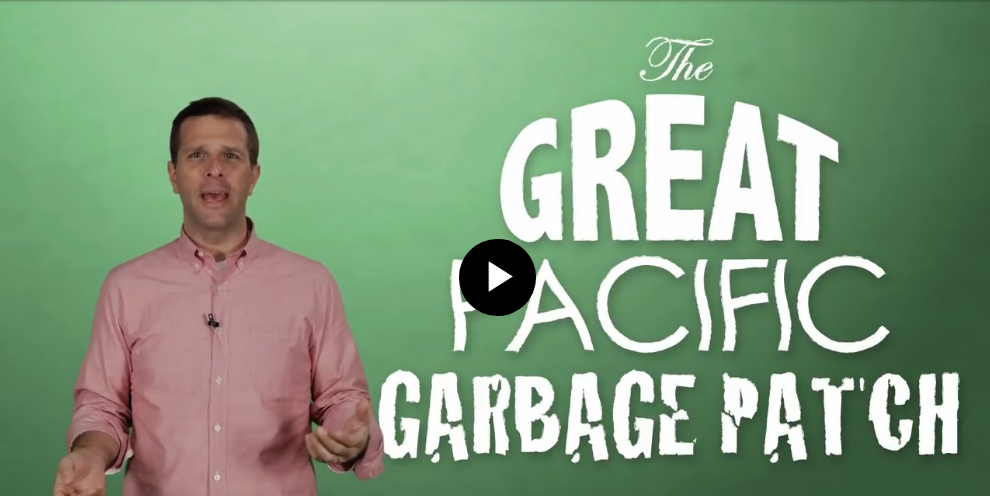 The
GREAT
PACIFIC
GARBAGE PATCH